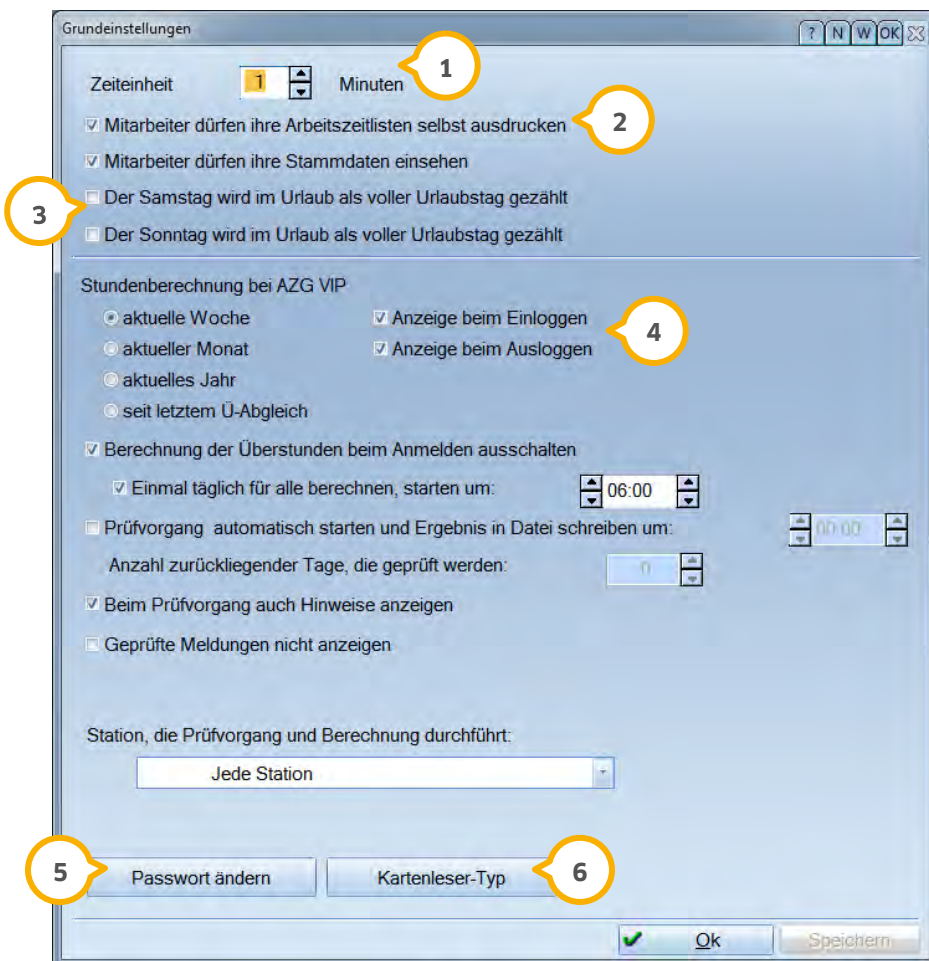 Grundeinstellungen ? N W OK
Zeiteinheit 1 Minuten 1
Mitarbeiter dürfen ihre Arbeitszeitlisten selbst ausdrucken 2
Mitarbeiter dürfen ihre Stammdaten einsehen
3 Der Samstag wird im Urlaub als voller Urlaubstag gezählt
Der Sonntag wird im Urlaub als voller Urlaubstag gezählt
Stundenberechnung bei AZG VIP
aktuelle Woche Anzeige beim Einloggen 4
aktueller Monat Anzeige beim Ausloggen
aktuelles Jahr
seit letztem Ü-Abgleich
Berechnung der Überstunden beim Anmelden ausschalten
Einmal täglich für alle berechnen, starten um: 06:00
Prüfvorgang automatisch starten und Ergebnis in Datei schreiben um: 00:00
Anzahl zurückliegender Tage, die geprüft werden: 0
Beim Prüfvorgang auch Hinweise anzeigen
Geprüfte Meldungen nicht anzeigen
Station, die Prüfvorgang und Berechnung durchführt:
Jede Station
5 Passwort ändern Kartenleser-Typ 6
Ok Speichern